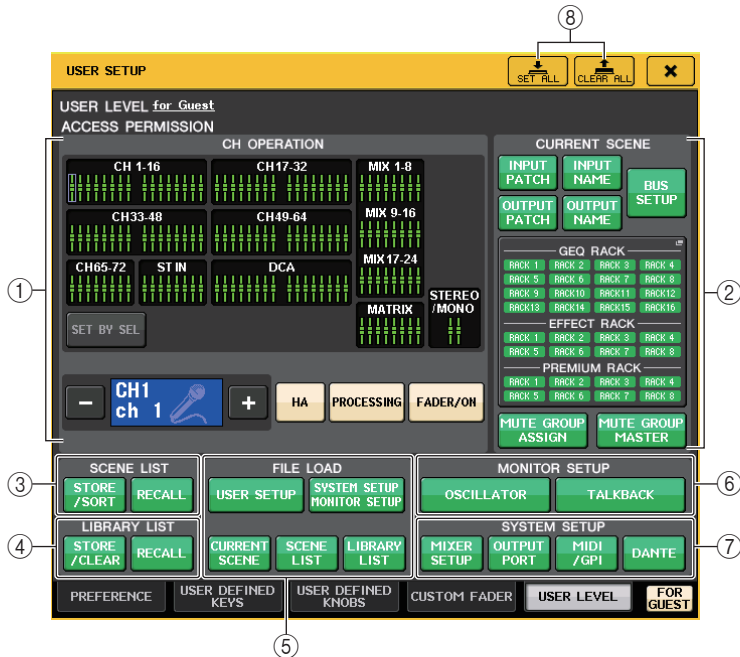 ⑧
USER SETUP
SET ALL
CLEAR ALL
USER LEVEL for Guest
ACCESS PERMISSION
①
CH OPERATION
CH 1-16
CH17-32
MIX 1-8
CH33-48
CH49-64
MIX 9-16
CH65-72
ST IN
DCA
MIX17-24
STEREO
/MONO
MATRIX
SET BY SEL
CH1
ch 1
HA
PROCESSING
FADER/ON
②
CURRENT SCENE
INPUT
PATCH
INPUT
NAME
BUS
SETUP
OUTPUT
PATCH
OUTPUT
NAME
GEQ RACK
RACK 1 RACK 2 RACK 3 RACK 4
RACK 5 RACK 6 RACK 7 RACK 8
RACK 9 RACK10 RACK11 RACK12
RACK13 RACK14 RACK15 RACK16
EFFECT RACK
RACK 1 RACK 2 RACK 3 RACK 4
RACK 5 RACK 6 RACK 7 RACK 8
PREMIUM RACK
RACK 1 RACK 2 RACK 3 RACK 4
RACK 5 RACK 6 RACK 7 RACK 8
MUTE GROUP
ASSIGN
MUTE GROUP
MASTER
③
SCENE LIST
STORE
/SORT
RECALL
④
LIBRARY LIST
STORE
/CLEAR
RECALL
FILE LOAD
USER SETUP
SYSTEM SETUP
MONITOR SETUP
CURRENT
SCENE
SCENE
LIST
LIBRARY
LIST
⑥
MONITOR SETUP
OSCILLATOR
TALKBACK
⑦
SYSTEM SETUP
MIXER
SETUP
OUTPUT
PORT
MIDI
/GPI
DANTE
PREFERENCE
USER DEFINED
KEYS
USER DEFINED
KNOBS
CUSTOM FADER
USER LEVEL
FOR
GUEST
⑤